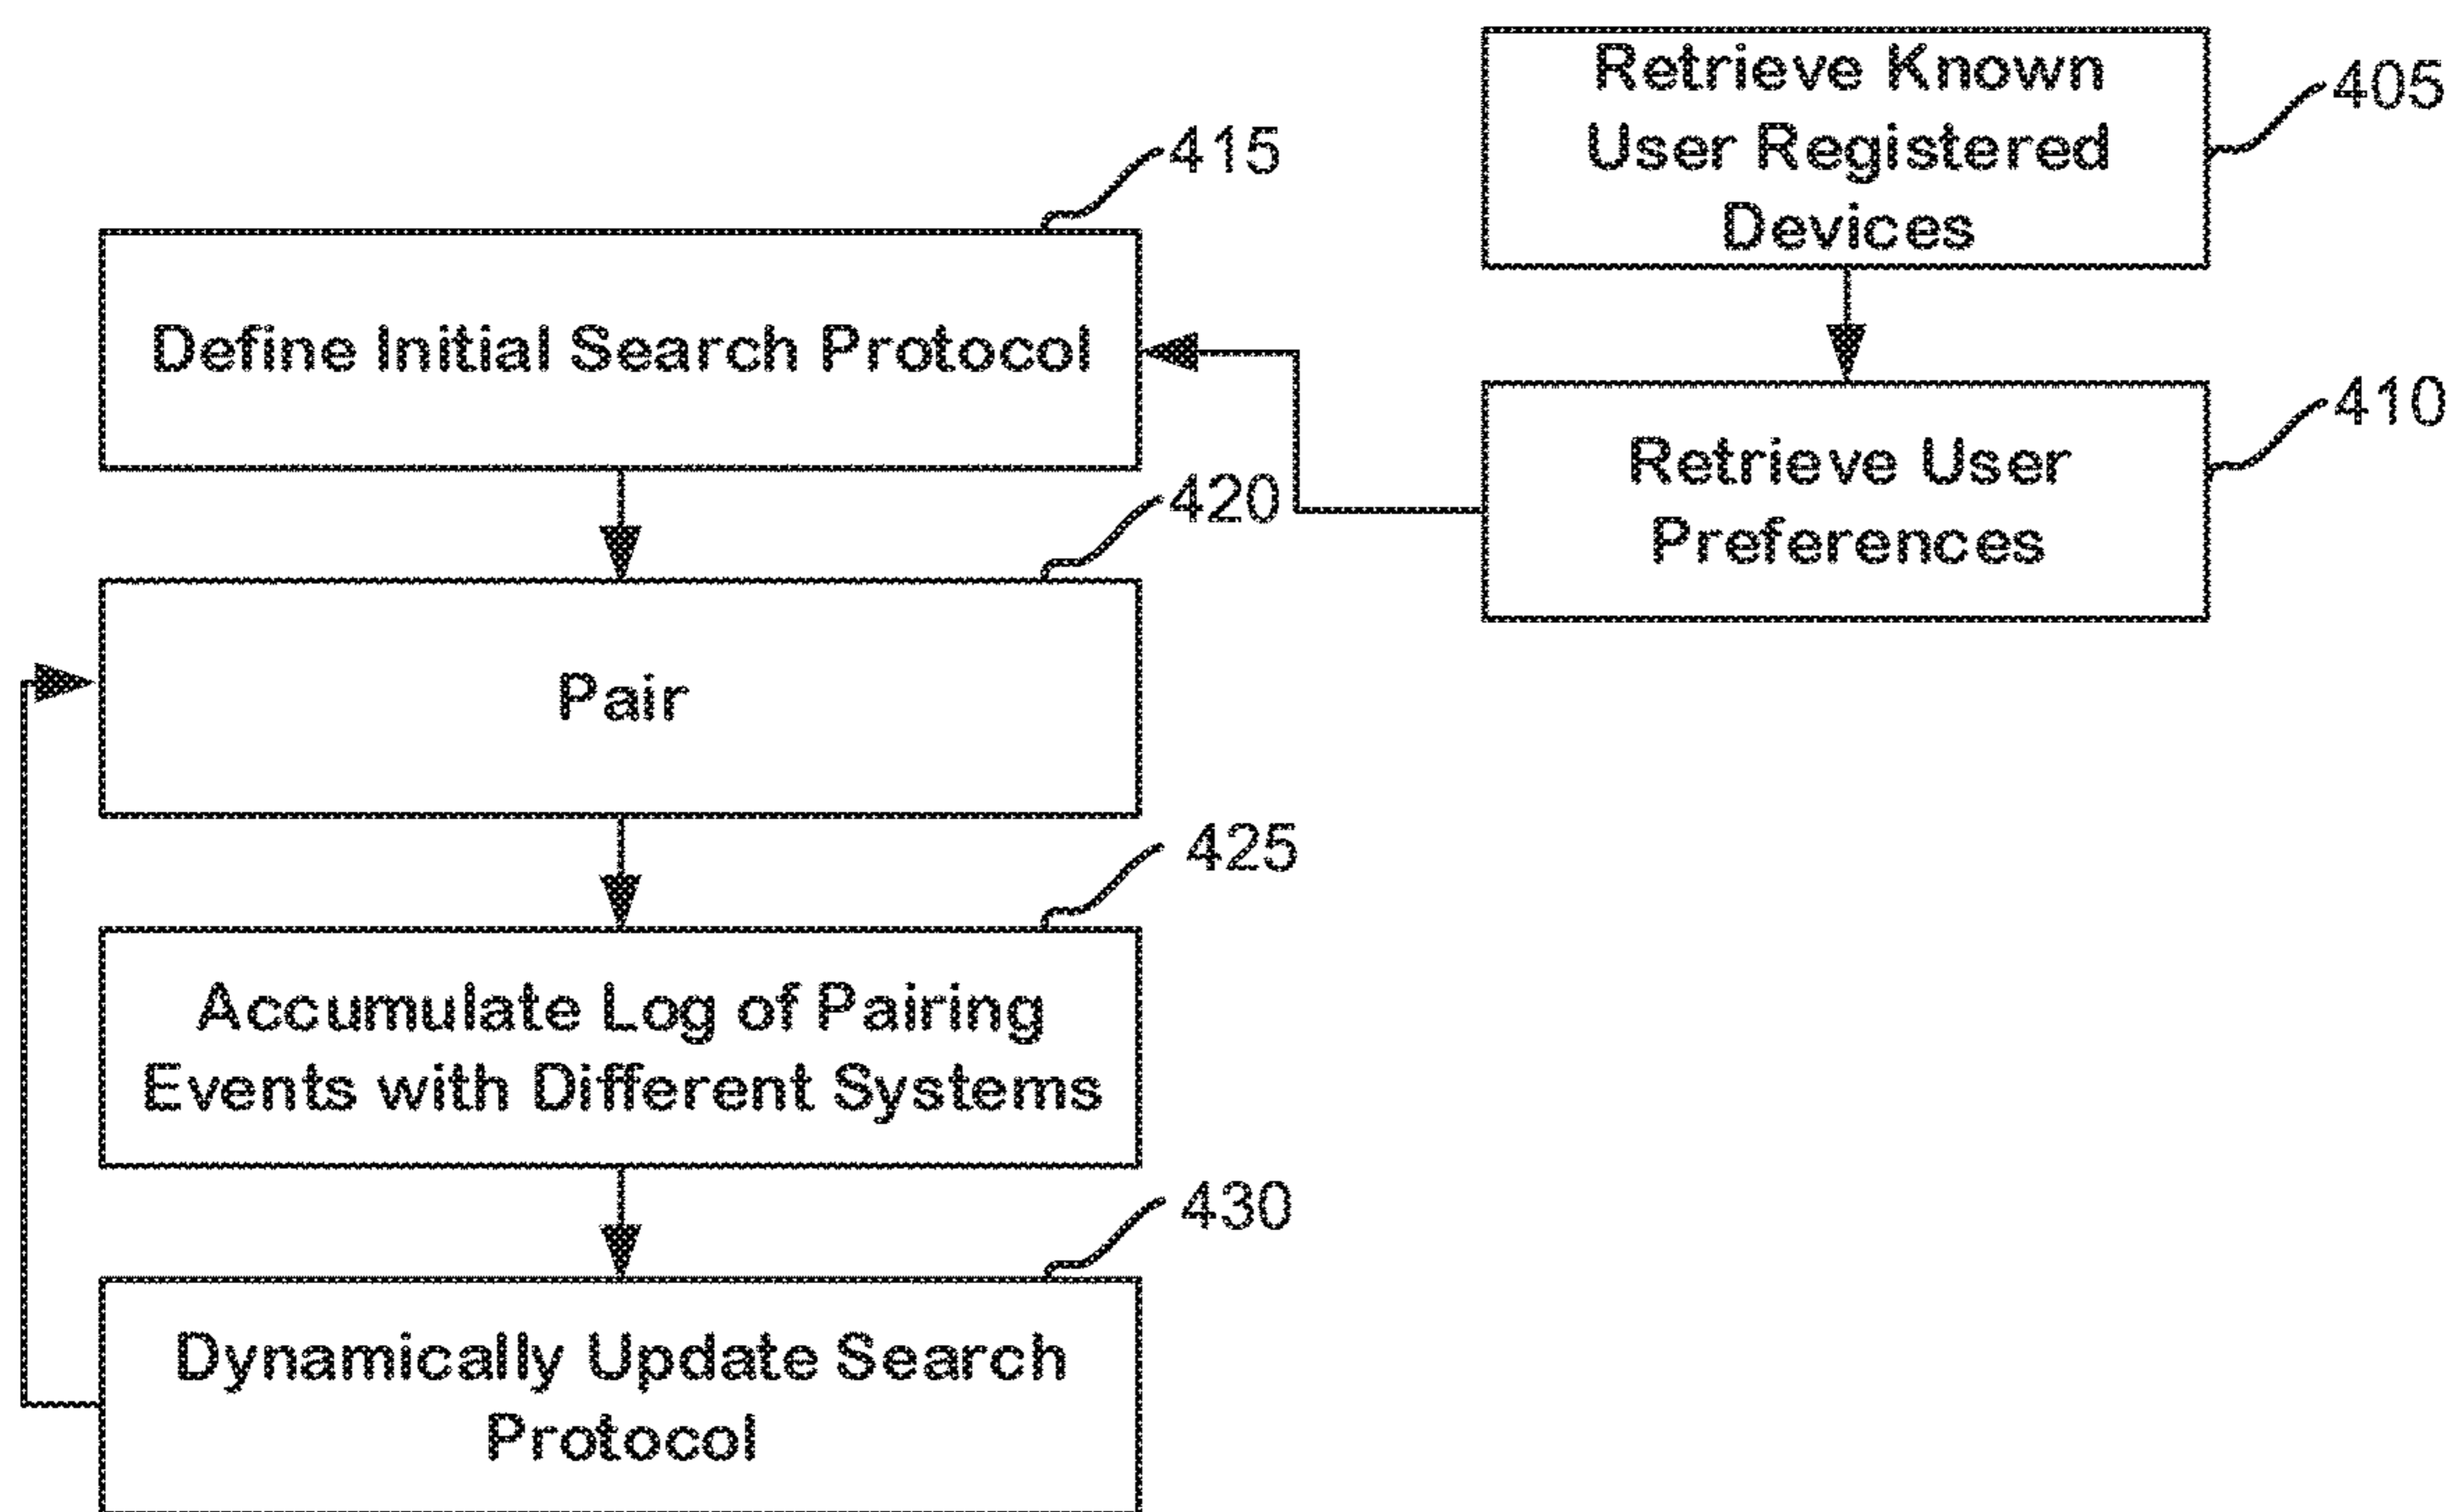 Retrieve Known
User Registered
Devices
405
Retrieve User
Preferences
410
415
Define Initial Search Protocol
420
Pair
425
Accumulate Log of Pairing
Events with Different Systems
430
Dynamically Update Search
Protocol